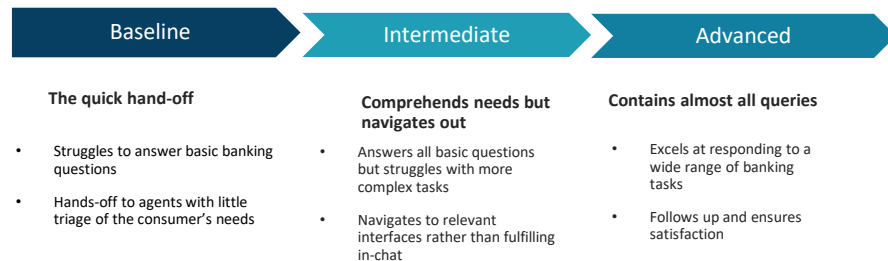 Baseline
Intermediate
Advanced
The quick hand-off
• Struggles to answer basic banking
questions
• Hands-off to agents with little
triage of the consumer’s needs
Comprehends needs but
navigates out
• Answers all basic questions
but struggles with more
complex tasks
• Navigates to relevant
interfaces rather than fulfilling
in-chat
Contains almost all queries
• Excels at responding to a
wide range of banking
tasks
• Follows up and ensures
satisfaction